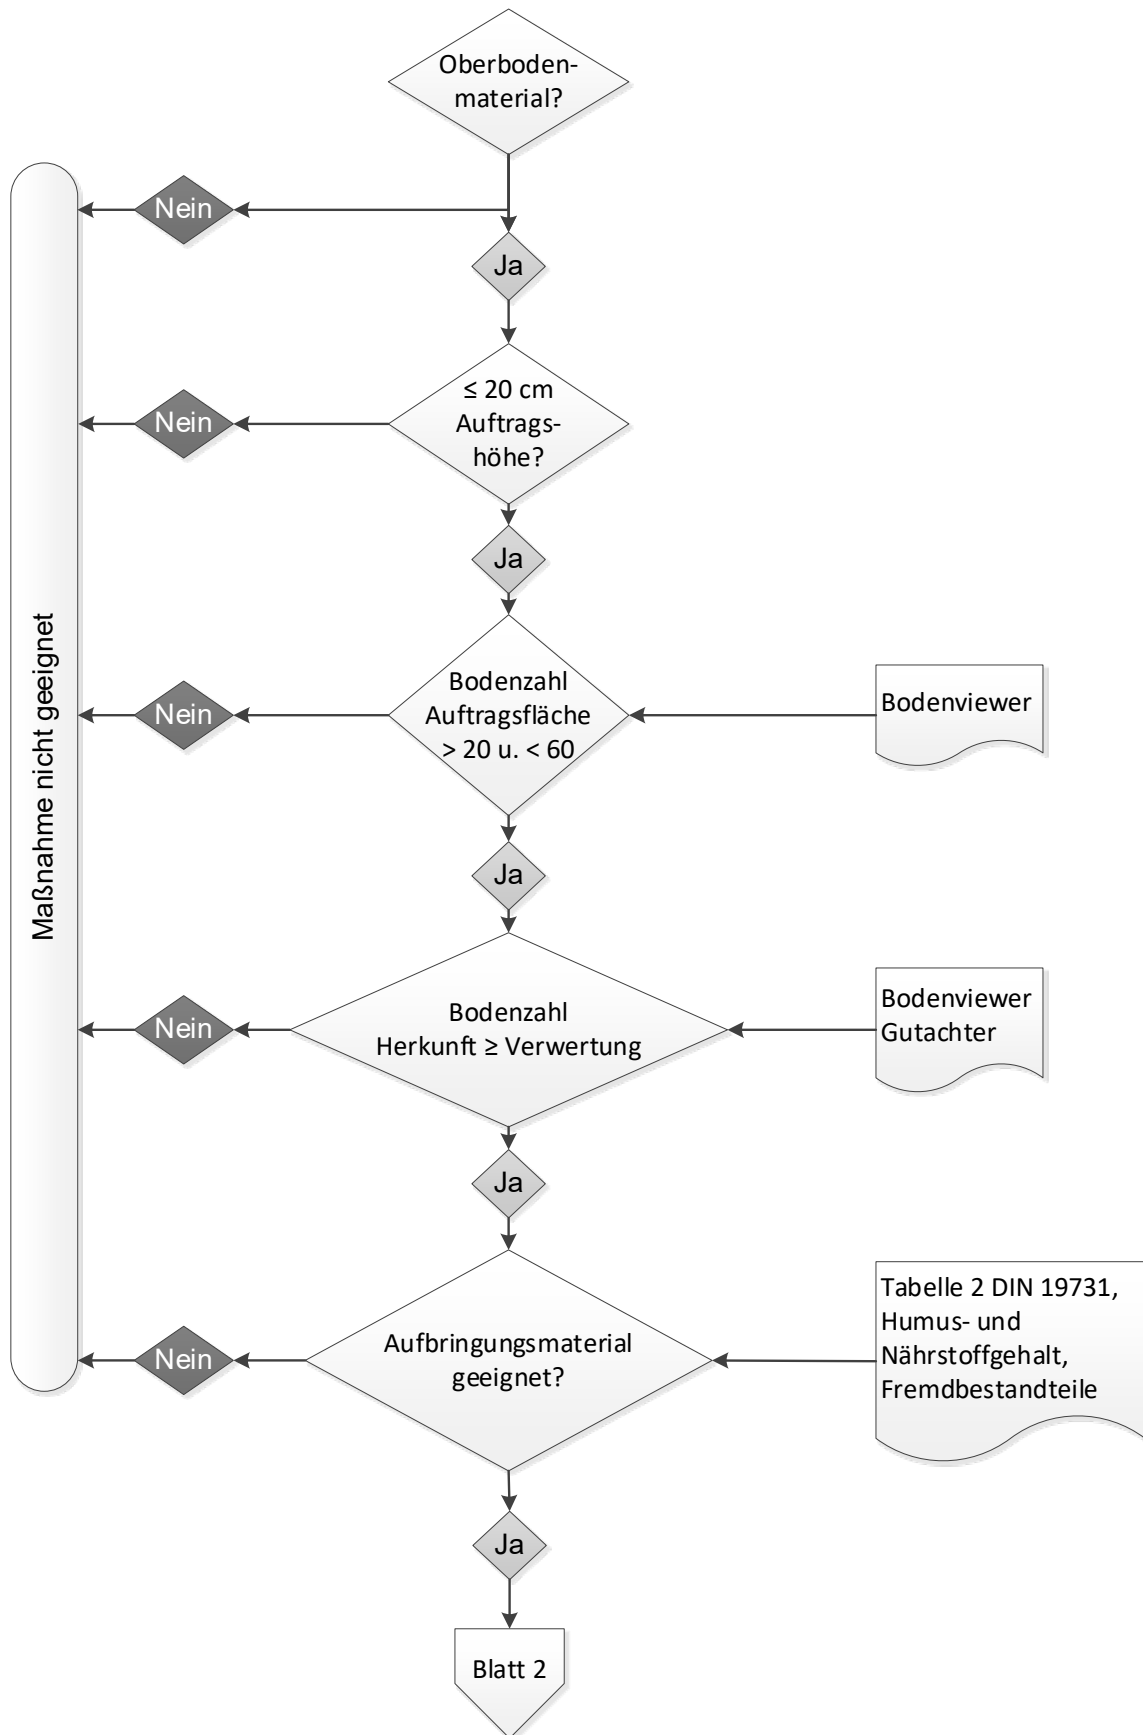 Oberboden-
material?
Nein
Ja
≤ 20 cm
Auftrags-
höhe?
Nein
Ja
Maßnahme nicht geeignet
Bodenzahl
Auftragsfläche
> 20 u. < 60
Nein
Bodenviewer
Ja
Bodenzahl
Herkunft ≥ Verwertung
Nein
Bodenviewer
Gutachter
Ja
Aufbringungsmaterial
geeignet?
Nein
Tabelle 2 DIN 19731,
Humus- und
Nährstoffgehalt,
Fremdbestandteile
Ja
Blatt 2